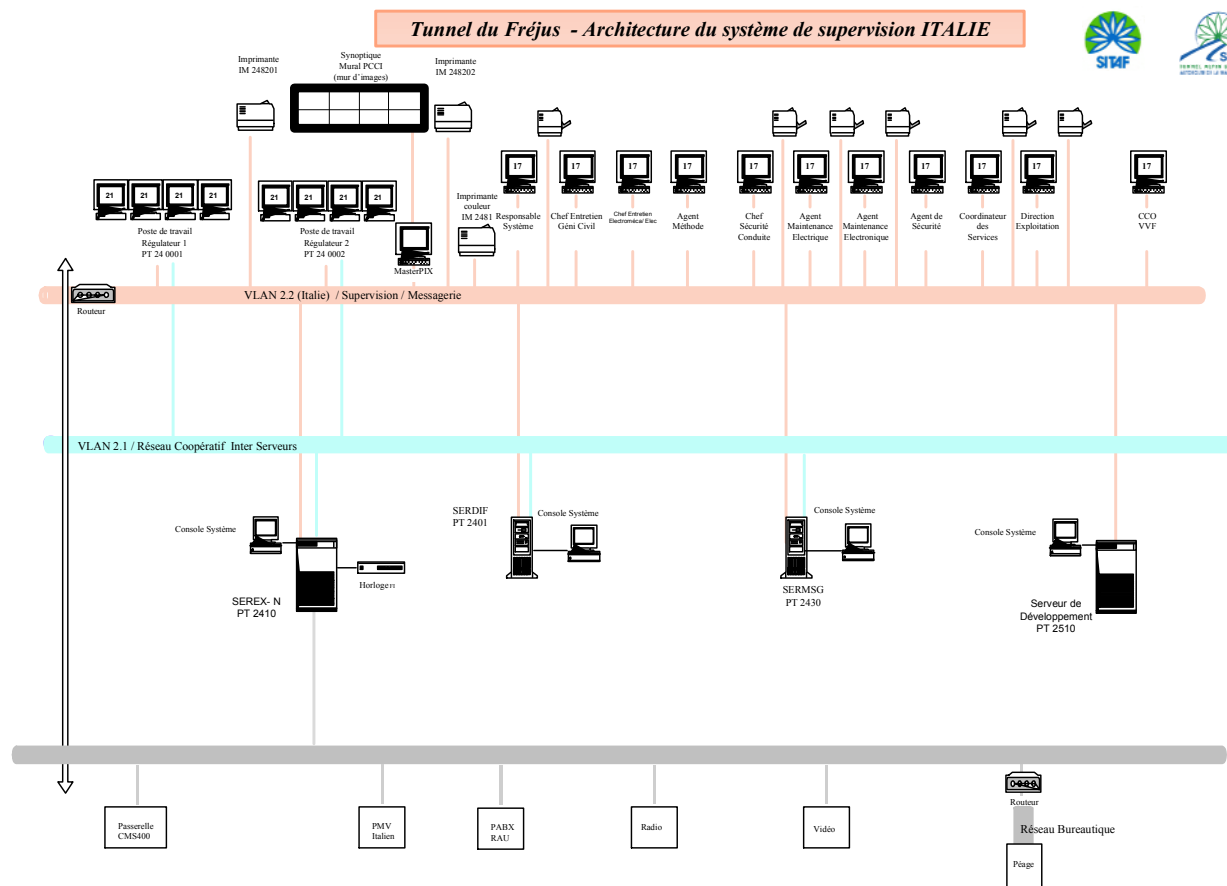 Tunnel du Fréjus - Architecture du système de supervision ITALIE
SITAF
Imprimante
IM 248201
Synoptique
Mural PCCI
(mur d'images)
Imprimante
IM 248202
21
21
21
21
Poste de travail
Régulateur 1
PT 24 0001
21
21
21
21
Poste de travail
Régulateur 2
PT 24 0002
MasterPIX
Imprimante
couleur
IM 2481
17
Responsable
Système
17
Chef Entretien
Géni Civil
17
Chef Entretien
Electroméca/ Elec
17
Agent
Méthode
17
Chef
Sécurité
Conduite
17
Agent
Maintenance
Electrique
17
Agent
Maintenance
Electronique
17
Agent de
Sécurité
17
Coordinateur
des
Services
17
Direction
Exploitation
17
CCO
VVF
VLAN 2.2 (Italie) / Supervision / Messagerie
Routeur
VLAN 2.1 / Réseau Coopératif Inter Serveurs
Console Système
SEREX- N
PT 2410
Horloge
SERDIF
PT 2401
Console Système
Console Système
SERMSG
PT 2430
Console Système
Serveur de
Développement
PT 2510
Passerelle
CMS400
PMV
Italien
PABX
RAU
Radio
Vidéo
Routeur
Réseau Bureautique
Péage